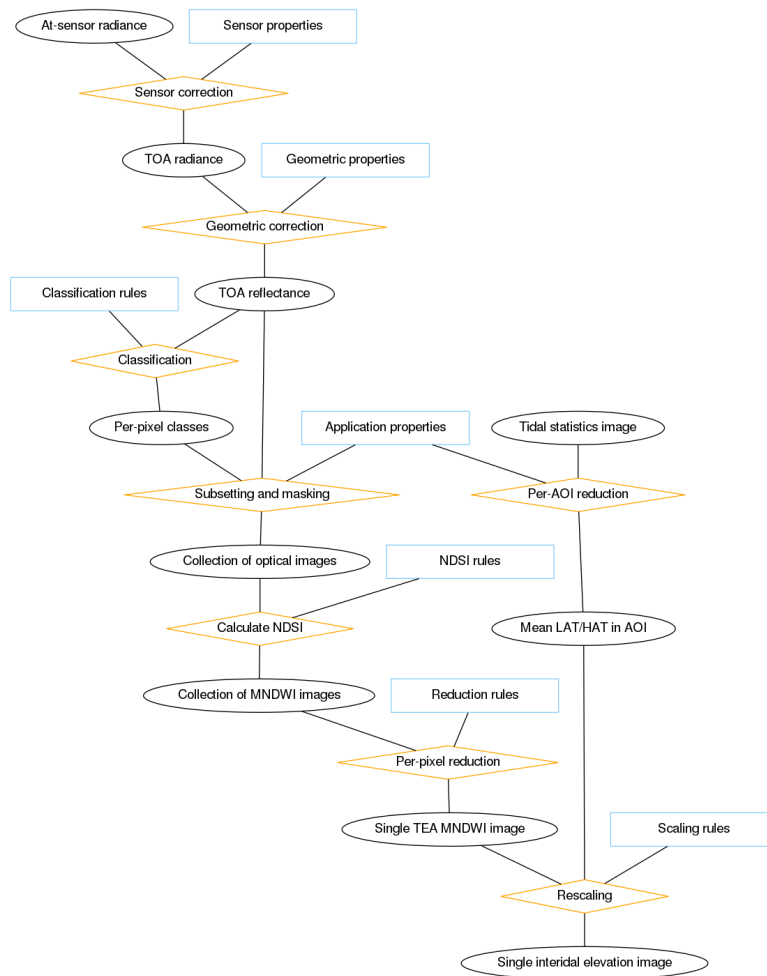 At-sensor radiance
Sensor properties
Sensor correction
TOA radiance
Geometric properties
Geometric correction
Classification rules
TOA reflectance
Classification
Per-pixel classes
Application properties
Tidal statistics image
Subsetting and masking
Per-AOI reduction
Collection of optical images
NDSI rules
Calculate NDSI
Mean LAT/HAT in AOI
Collection of MNDWI images
Reduction rules
Per-pixel reduction
Single TEA MNDWI image
Scaling rules
Rescaling
Single interidal elevation image